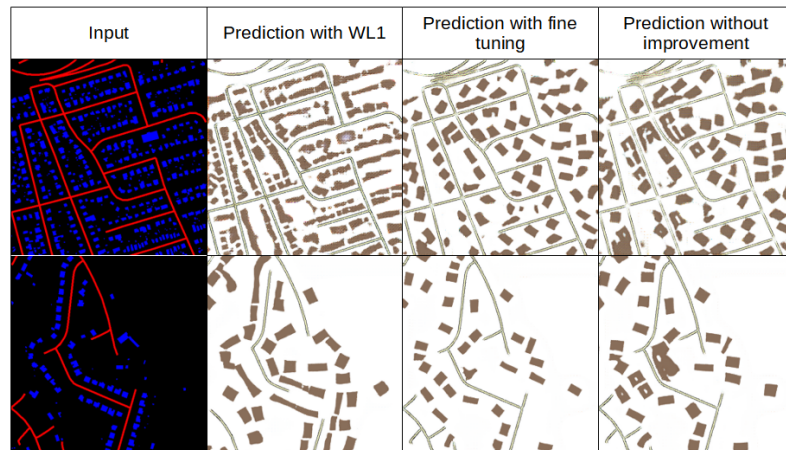 Input
Prediction with WL1
Prediction with fine
tuning
Prediction without
improvement